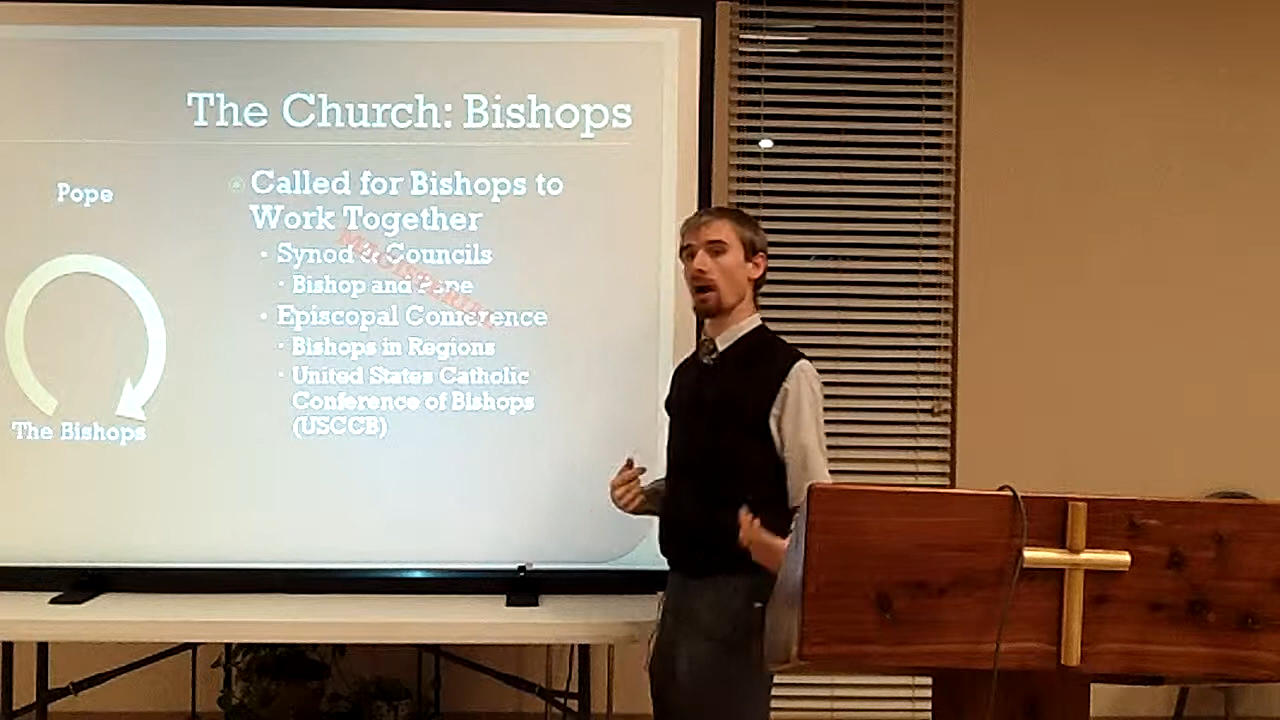 The Church: Bishops
Pope
The Bishops
Called for Bishops to
Work Together
Synod & Councils
Bishop and Pope
Episcopal Conference
Bishops in Regions
United States Catholic
Conference of Bishops
(USCCB)